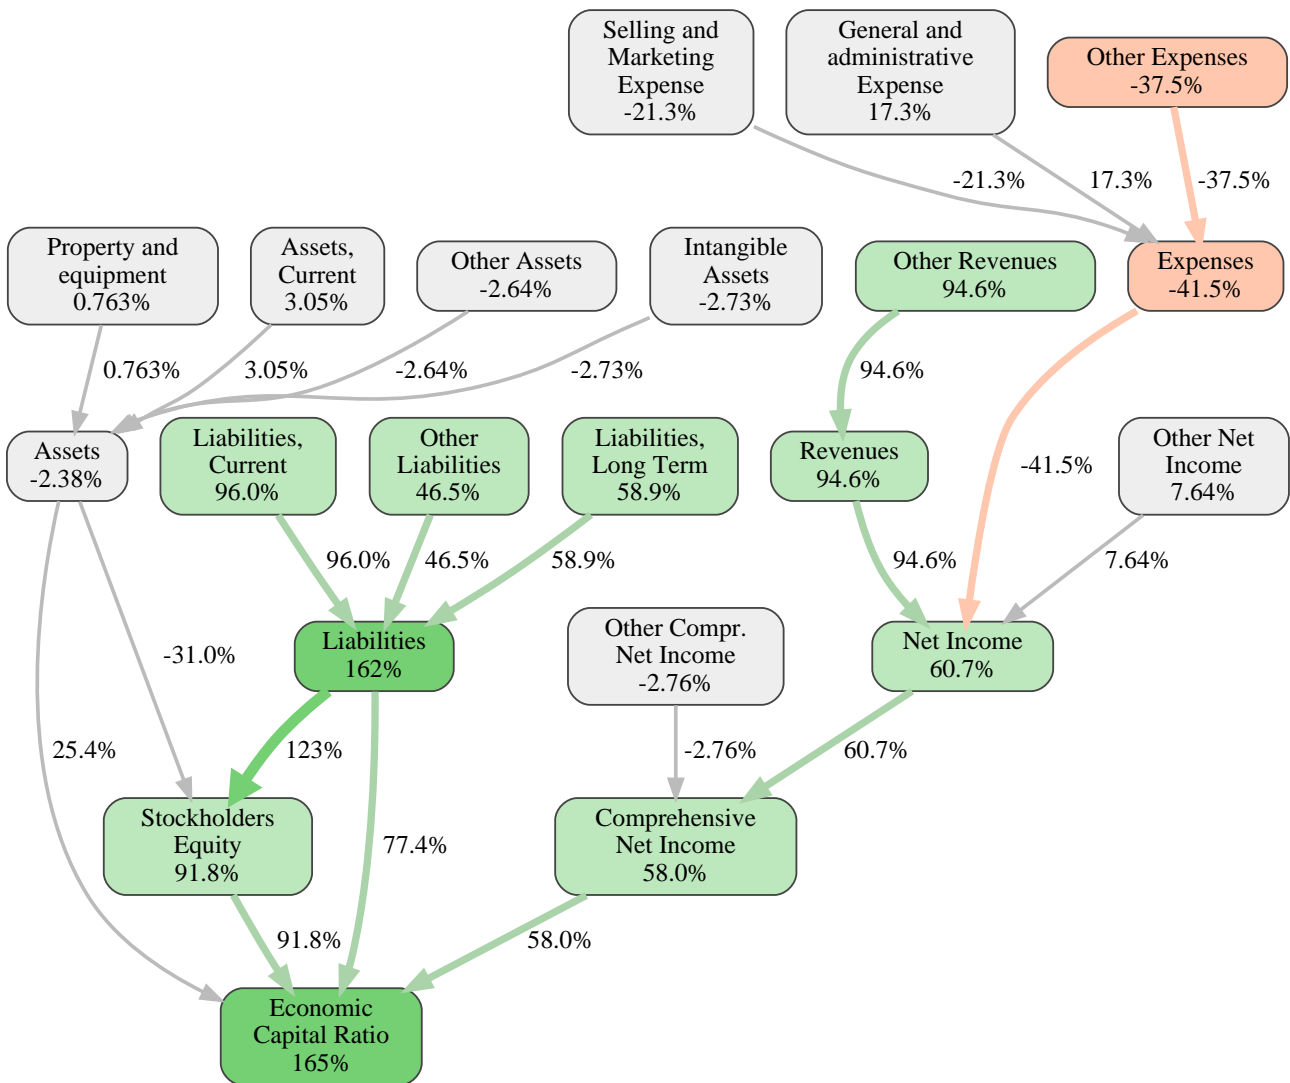 Selling and
Marketing
Expense
-21.3%
General and
administrative
Expense
17.3%
Other Expenses
-37.5%
-21.3%
17.3%
-37.5%
Property and
equipment
0.763%
Assets,
Current
3.05%
Other Assets
-2.64%
Intangible
Assets
-2.73%
Other Revenues
94.6%
Expenses
-41.5%
0.763%
3.05%
-2.64%
-2.73%
94.6%
Assets
-2.38%
Liabilities,
Current
96.0%
Other
Liabilities
46.5%
Liabilities,
Long Term
58.9%
Revenues
94.6%
-41.5%
Other Net
Income
7.64%
96.0%
46.5%
58.9%
94.6%
7.64%
-31.0%
Liabilities
162%
Other Compr.
Net Income
-2.76%
Net Income
60.7%
25.4%
123%
-2.76%
60.7%
Stockholders
Equity
91.8%
77.4%
Comprehensive
Net Income
58.0%
91.8%
58.0%
Economic
Capital Ratio
165%